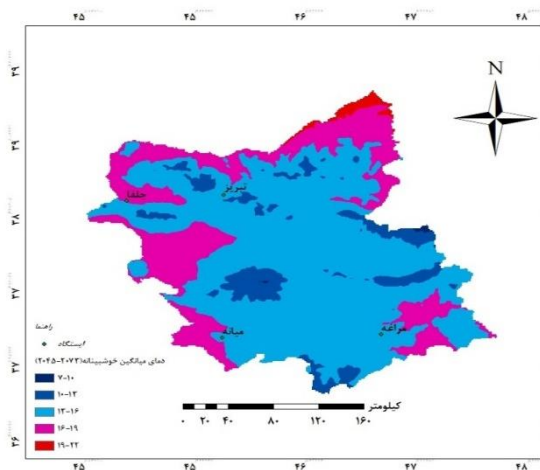 ۴۵ ۴۵ ۴۶ ۴۷ ۴۸
N
۳۹
۳۹
۳۸
۳۷
۳۷
۳۶
جلفا
تبریز
میانه
مراغه
راهنما
ایستگاه
دمای میانگین خوشبینانه(۲۰۷۳-۲۰۴۵)
۷-۱۰
۱۰-۱۳
۱۳-۱۶
۱۶-۱۹
۱۹-۲۲
کیلومتر
۰ ۲۰ ۴۰ ۸۰ ۱۲۰ ۱۶۰
۴۵ ۴۵ ۴۶ ۴۷ ۴۸